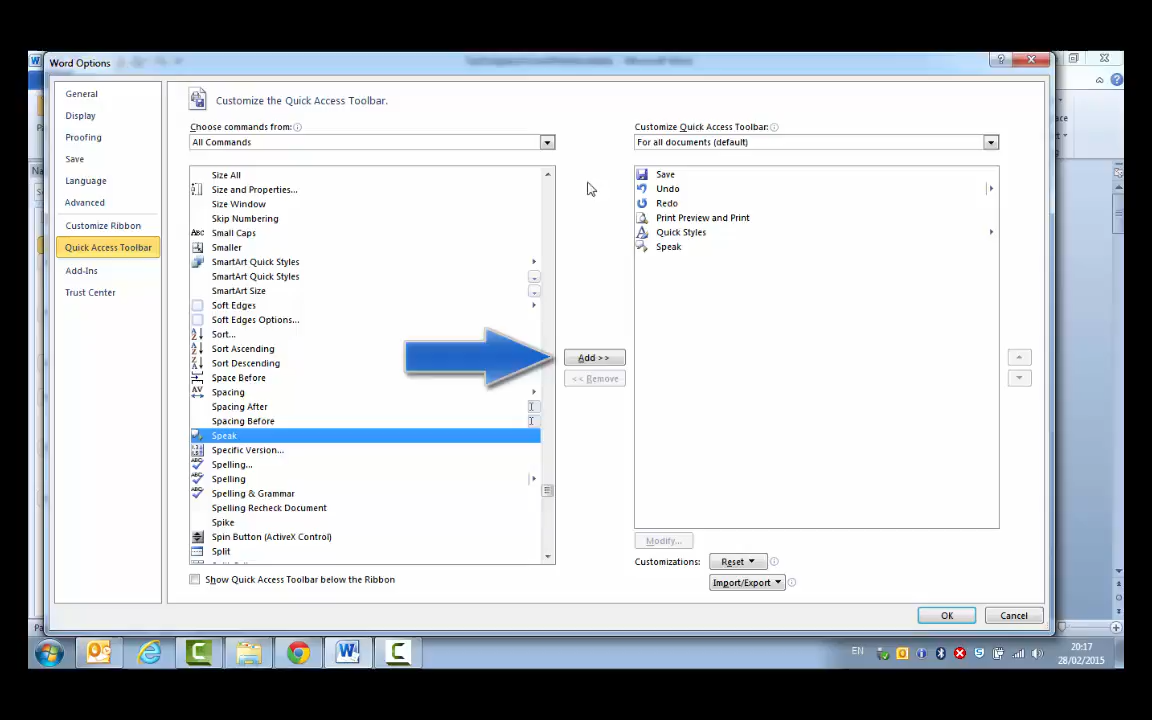 Word Options
General
Display
Proofing
Save
Language
Advanced
Customize Ribbon
Quick Access Toolbar
Add-Ins
Trust Center
Customize the Quick Access Toolbar.
Choose commands from:
All Commands
Size All
Size and Properties...
Size Window
Skip Numbering
Small Caps
Smaller
SmartArt Quick Styles
SmartArt Quick Styles
SmartArt Size
Soft Edges
Soft Edges Options...
Sort...
Sort Ascending
Sort Descending
Space Before
Spacing
Spacing After
Spacing Before
Speak
Specific Version...
Spelling...
Spelling
Spelling & Grammar
Spelling Recheck Document
Spike
Spin Button (ActiveX Control)
Split
Show Quick Access Toolbar below the Ribbon
Add >>
<< Remove
Customize Quick Access Toolbar:
For all documents (default)
Save
Undo
Redo
Print Preview and Print
Quick Styles
Speak
Modify...
Customizations:
Reset
Import/Export
OK
Cancel
EN
20:17
28/02/2015